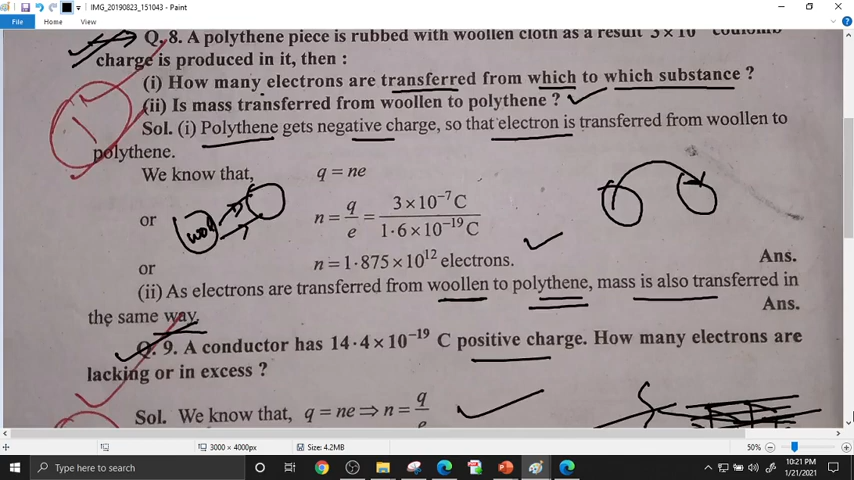 IMG_20190823_151043 - Paint
File Home View
Q. 8. A polythene piece is rubbed with woollen cloth as a result 3 × 10 coulomb
charge is produced in it, then :
(i) How many electrons are transferred from which to which substance ?
(ii) Is mass transferred from woollen to polythene ?
Sol. (i) Polythene gets negative charge, so that electron is transferred from woollen to
polythene.
We know that, q = ne
or n = q/e = 3 × 10⁻⁷ C / 1·6 × 10⁻¹⁹ C
or n = 1·875 × 10¹² electrons. Ans.
(ii) As electrons are transferred from woollen to polythene, mass is also transferred in
the same way. Ans.
Q. 9. A conductor has 14·4 × 10⁻¹⁹ C positive charge. How many electrons are
lacking or in excess ?
Sol. We know that, q = ne ⇒ n = q/e
3000 × 4000px Size: 4.2MB 50%
Type here to search 10:21 PM
1/21/2021